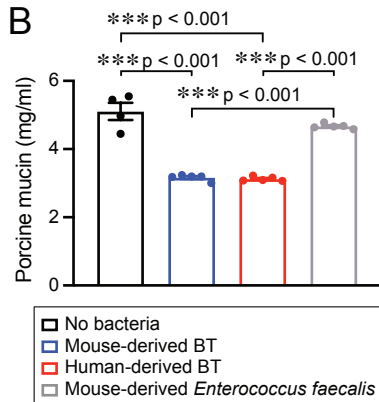 B
***p < 0.001
***p < 0.001 ***p < 0.001
***p < 0.001
Porcine mucin (mg/ml)
6
4
2
0
No bacteria
Mouse-derived BT
Human-derived BT
Mouse-derived Enterococcus faecalis